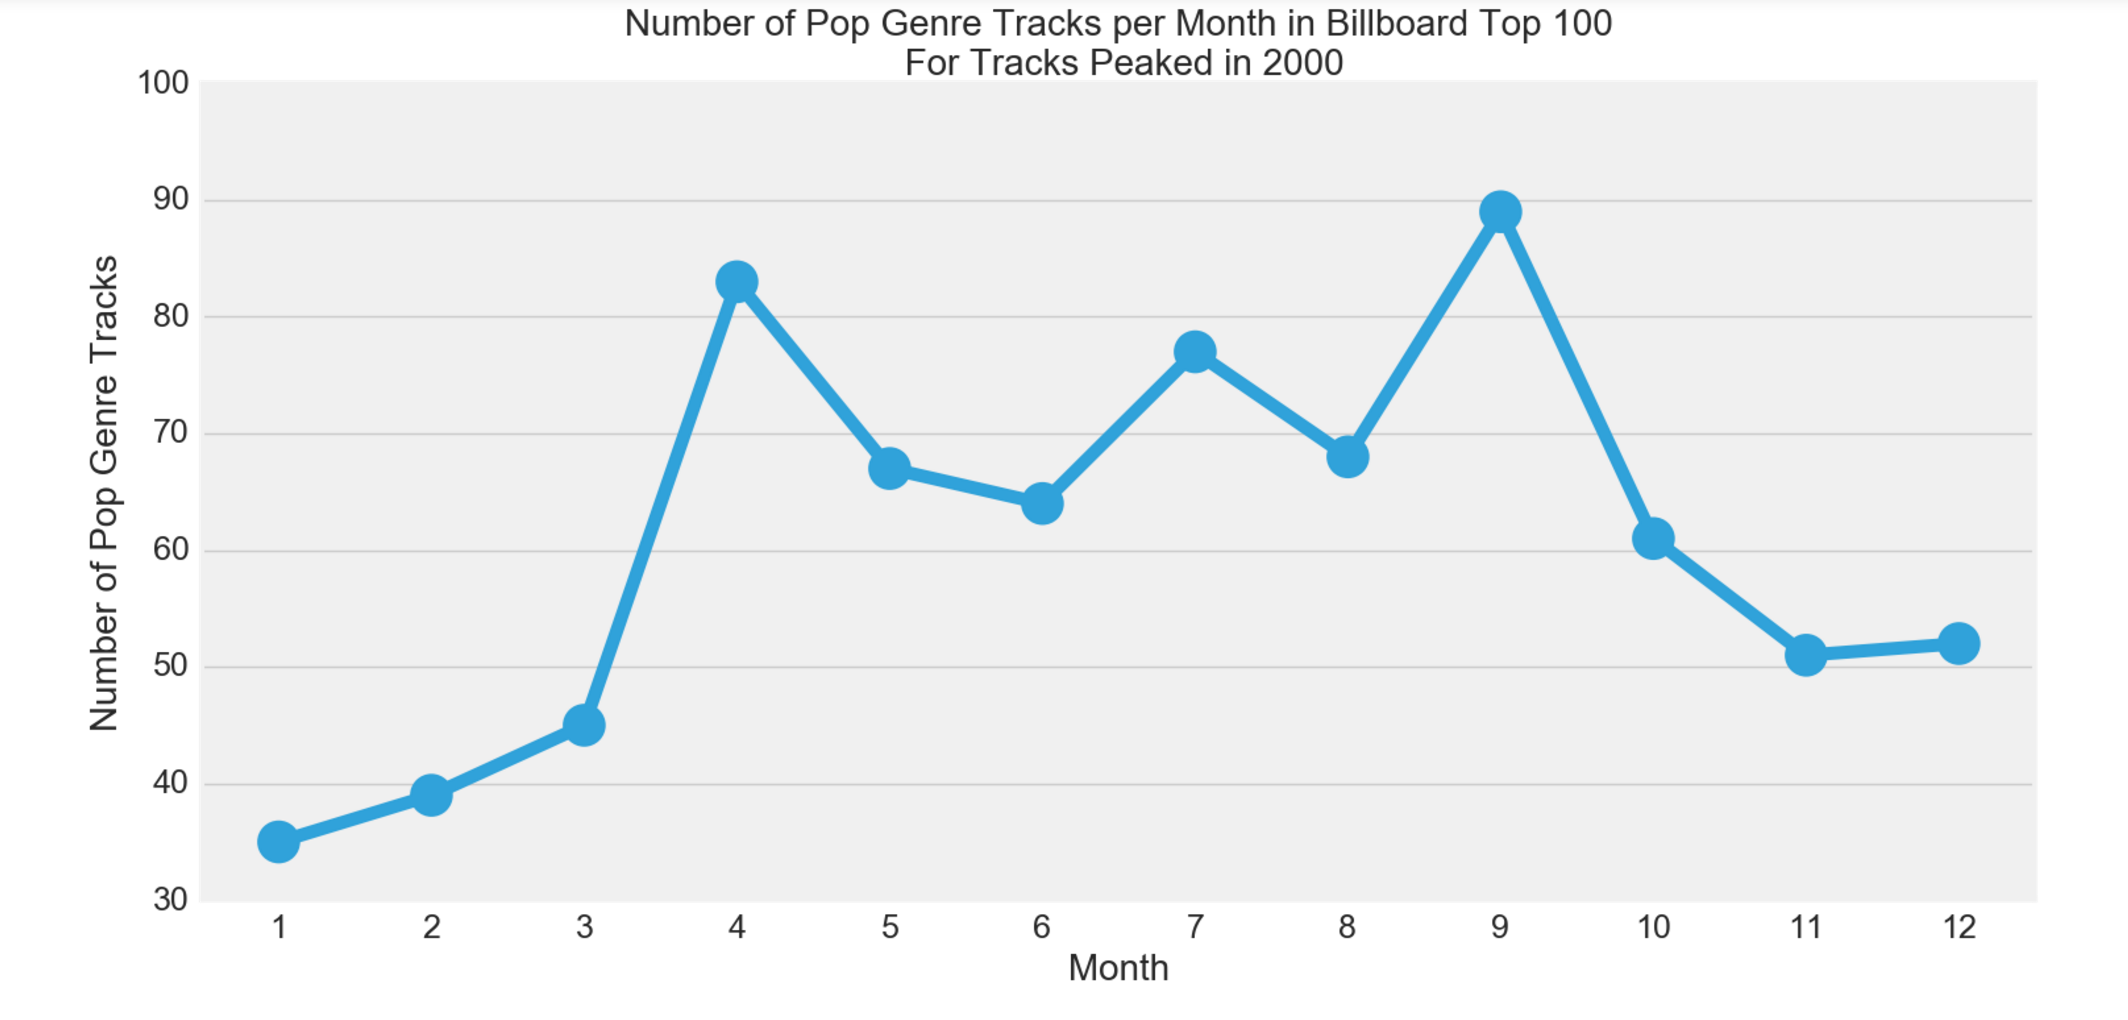 Number of Pop Genre Tracks per Month in Billboard Top 100
For Tracks Peaked in 2000
100
90
80
70
60
50
40
30
Number of Pop Genre Tracks
1 2 3 4 5 6 7 8 9 10 11 12
Month